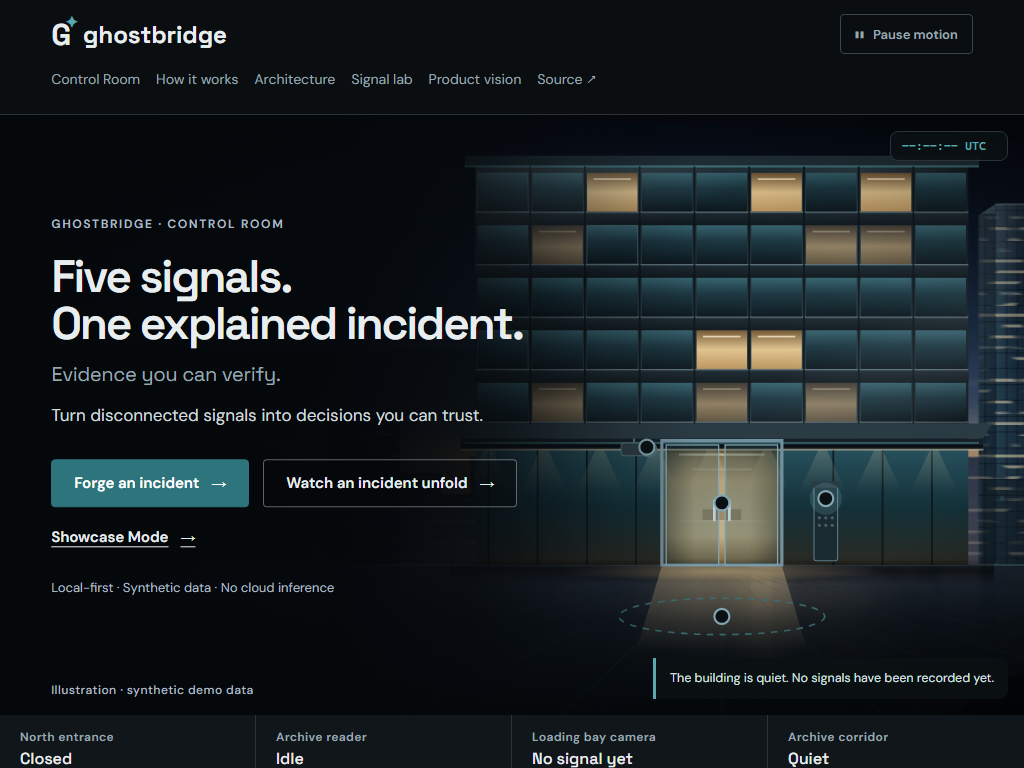 ghostbridge
Pause motion
Control Room How it works Architecture Signal lab Product vision Source ↗
--:--:-- UTC
GHOSTBRIDGE · CONTROL ROOM
Five signals.
One explained incident.
Evidence you can verify.
Turn disconnected signals into decisions you can trust.
Forge an incident → Watch an incident unfold →
Showcase Mode →
Local-first · Synthetic data · No cloud inference
The building is quiet. No signals have been recorded yet.
Illustration · synthetic demo data
North entrance Archive reader Loading bay camera Archive corridor
Closed Idle No signal yet Quiet